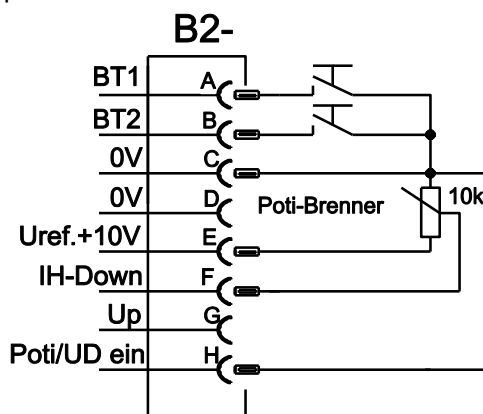 B2-
BT1 A
BT2 B
0V C
0V D Poti-Brenner 10k
Uref.+10V E
IH-Down F
Up G
Poti/UD ein H